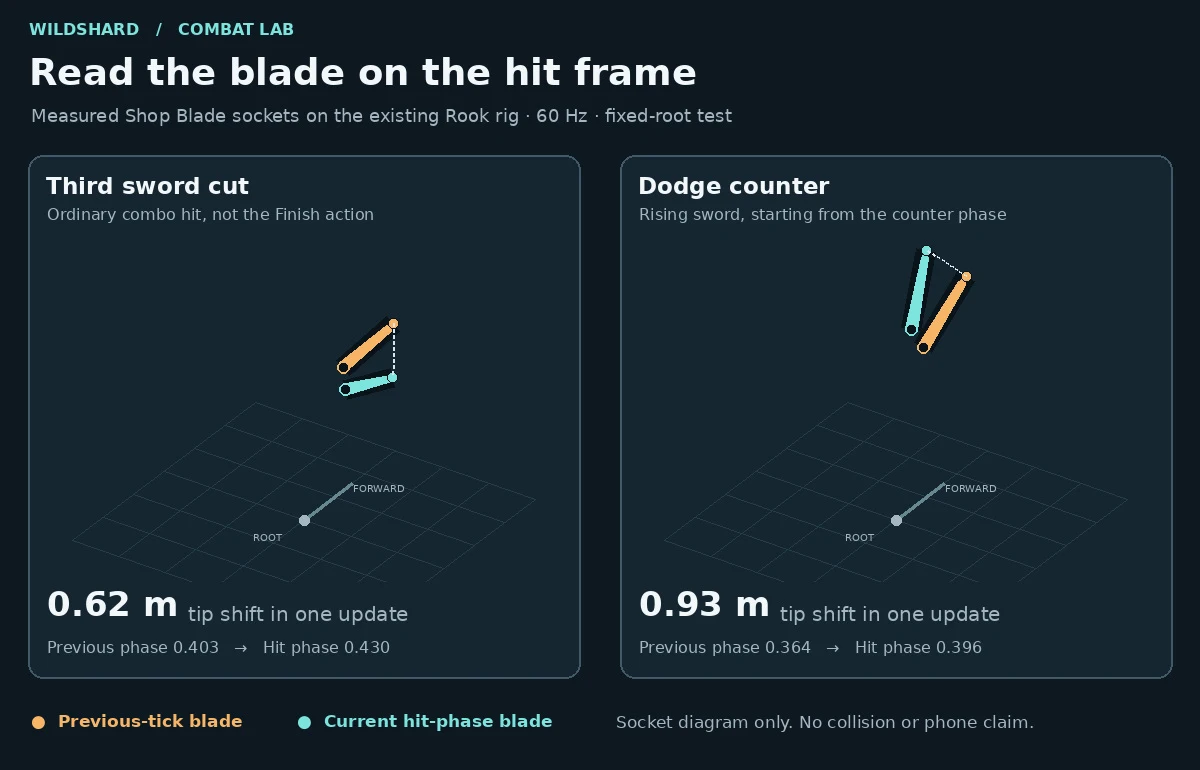 WILDSHARD / COMBAT LAB
Read the blade on the hit frame
Measured Shop Blade sockets on the existing Rook rig · 60 Hz · fixed-root test
Third sword cut
Ordinary combo hit, not the Finish action
FORWARD
ROOT
0.62 m tip shift in one update
Previous phase 0.403 → Hit phase 0.430
Dodge counter
Rising sword, starting from the counter phase
FORWARD
ROOT
0.93 m tip shift in one update
Previous phase 0.364 → Hit phase 0.396
Previous-tick blade
Current hit-phase blade
Socket diagram only. No collision or phone claim.